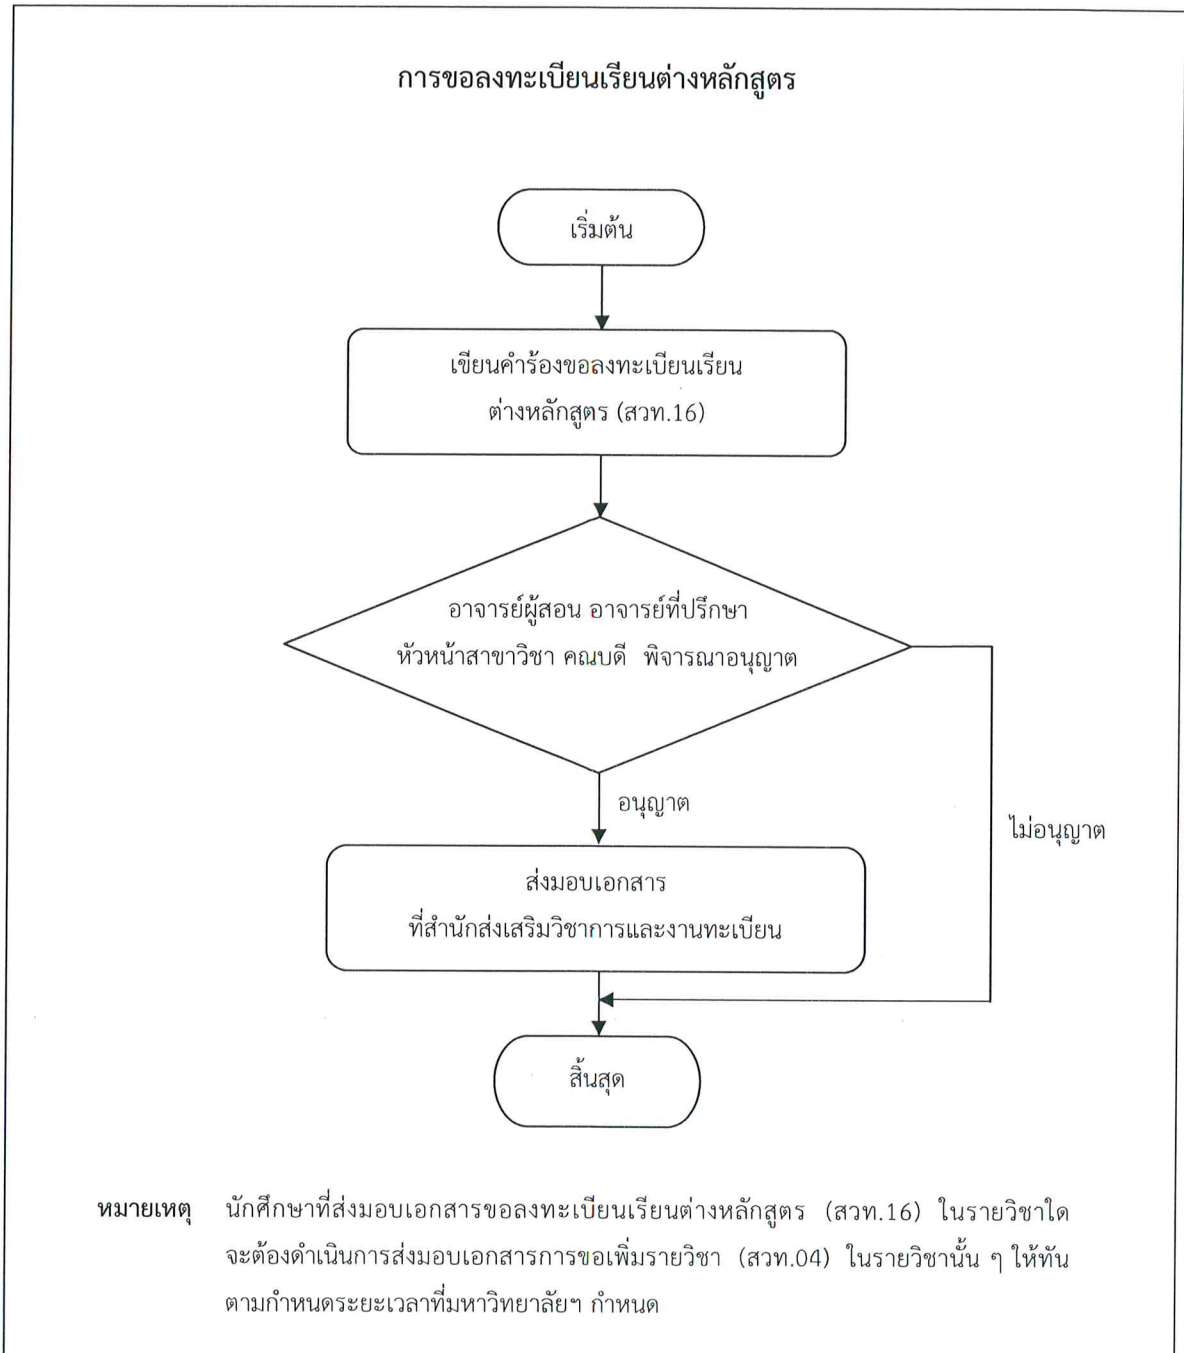 การขอลงทะเบียนเรียนต่างหลักสูตร
เริ่มต้น
เขียนคำร้องขอลงทะเบียนเรียน
ต่างหลักสูตร (สวท.16)
อาจารย์ผู้สอน อาจารย์ที่ปรึกษา
หัวหน้าสาขาวิชา คณบดี พิจารณาอนุญาต
อนุญาต
ไม่อนุญาต
ส่งมอบเอกสาร
ที่สำนักส่งเสริมวิชาการและงานทะเบียน
สิ้นสุด
หมายเหตุ นักศึกษาที่ส่งมอบเอกสารขอลงทะเบียนเรียนต่างหลักสูตร (สวท.16) ในรายวิชาใด
จะต้องดำเนินการส่งมอบเอกสารการขอเพิ่มรายวิชา (สวท.04) ในรายวิชานั้น ๆ ให้ทัน
ตามกำหนดระยะเวลาที่มหาวิทยาลัยฯ กำหนด